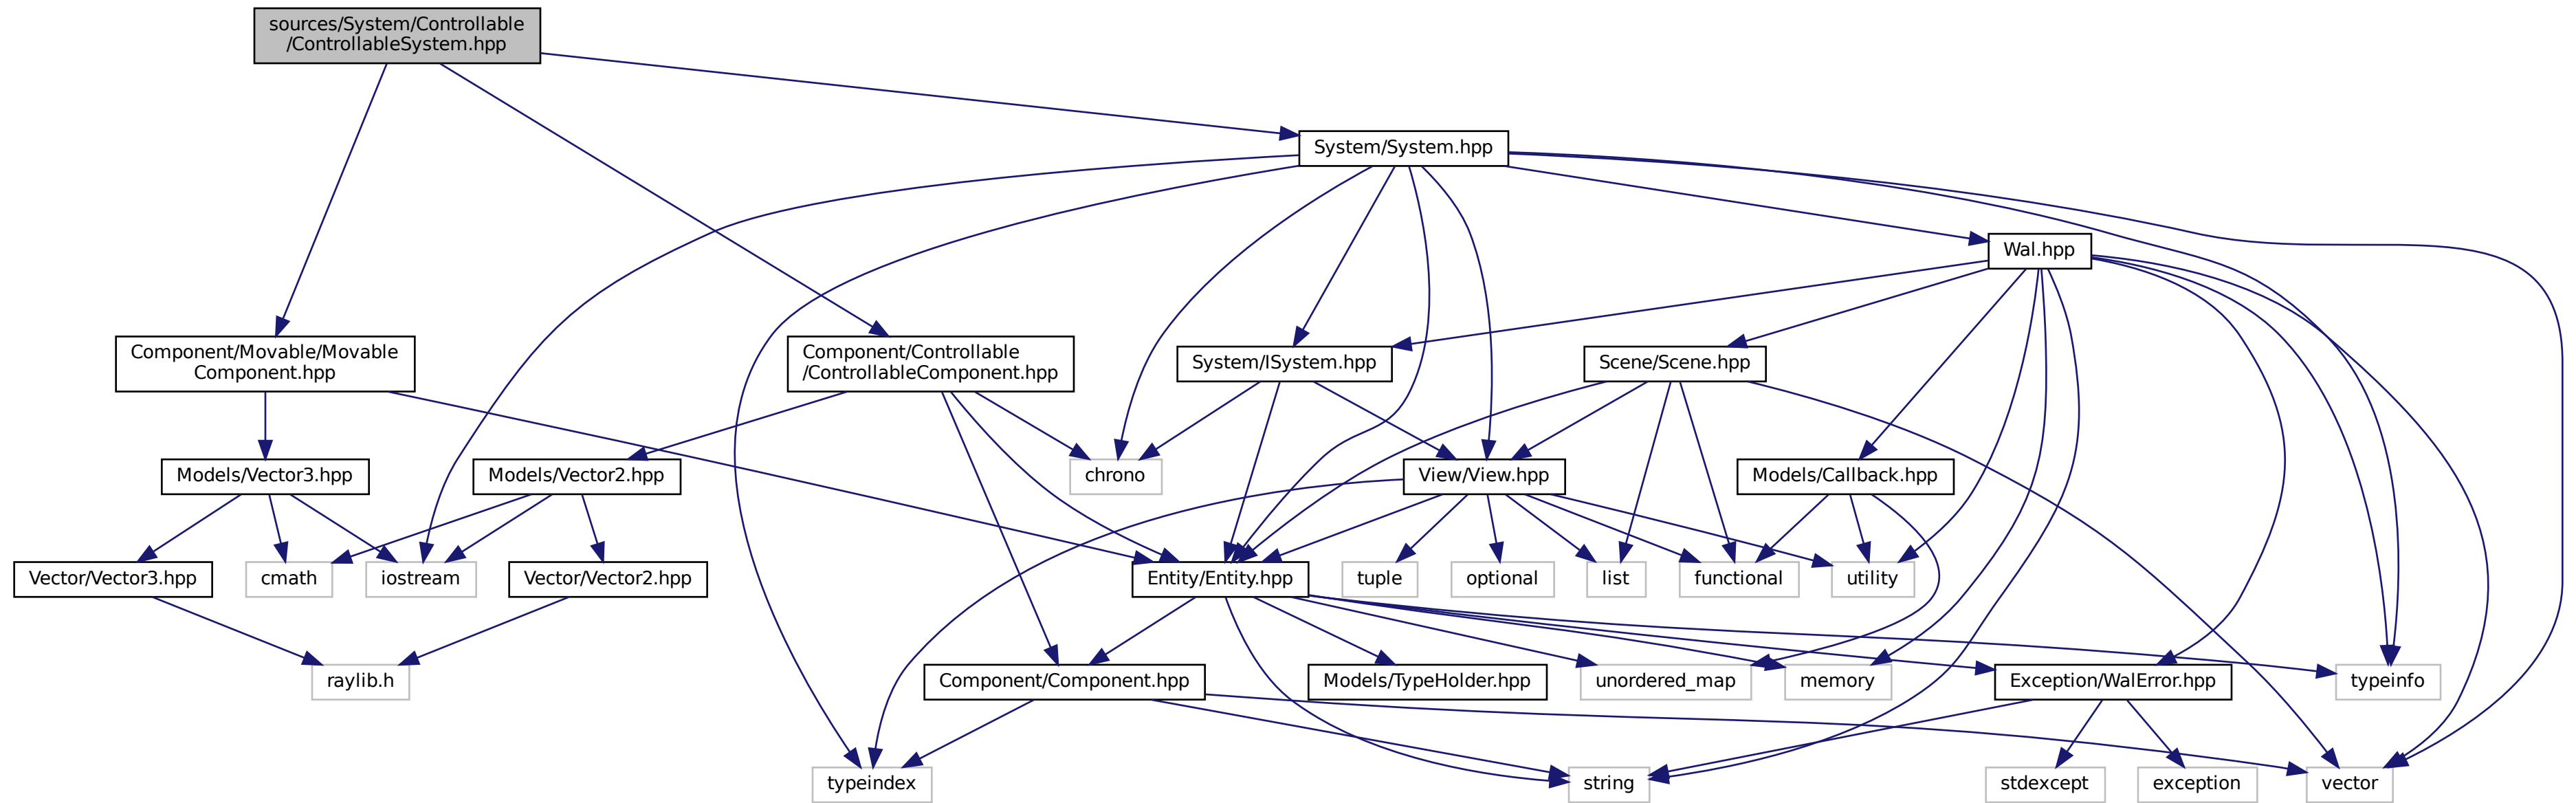 sources/System/Controllable
/ControllableSystem.hpp
System/System.hpp
Wal.hpp
Component/Movable/Movable
Component.hpp
Component/Controllable
/ControllableComponent.hpp
System/ISystem.hpp
Scene/Scene.hpp
Models/Vector3.hpp
Models/Vector2.hpp
chrono
View/View.hpp
Models/Callback.hpp
Vector/Vector3.hpp
cmath
iostream
Vector/Vector2.hpp
Entity/Entity.hpp
tuple
optional
list
functional
utility
raylib.h
Component/Component.hpp
Models/TypeHolder.hpp
unordered_map
memory
Exception/WalError.hpp
typeinfo
typeindex
string
stdexcept
exception
vector